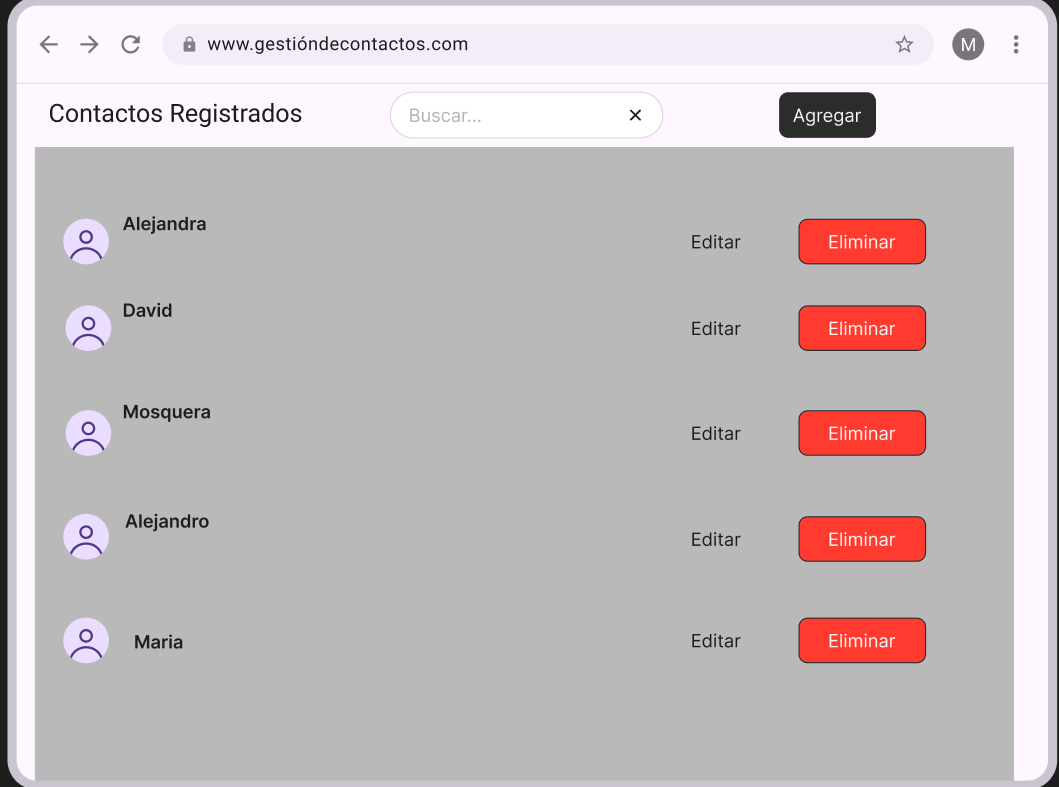 www.gestióndecontactos.com
M
Contactos Registrados
Buscar...
Agregar
Alejandra
Editar
Eliminar
David
Editar
Eliminar
Mosquera
Editar
Eliminar
Alejandro
Editar
Eliminar
Maria
Editar
Eliminar